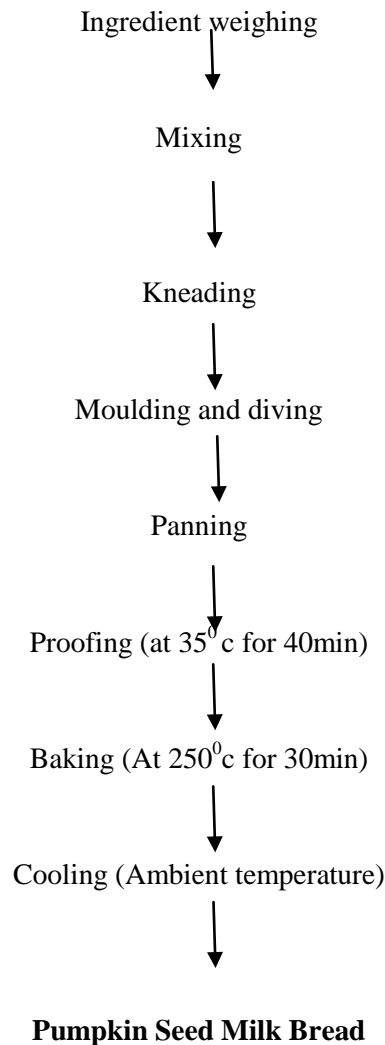 Ingredient weighing
Mixing
Kneading
Moulding and diving
Panning
Proofing (at 35⁰c for 40min)
Baking (At 250⁰c for 30min)
Cooling (Ambient temperature)
Pumpkin Seed Milk Bread